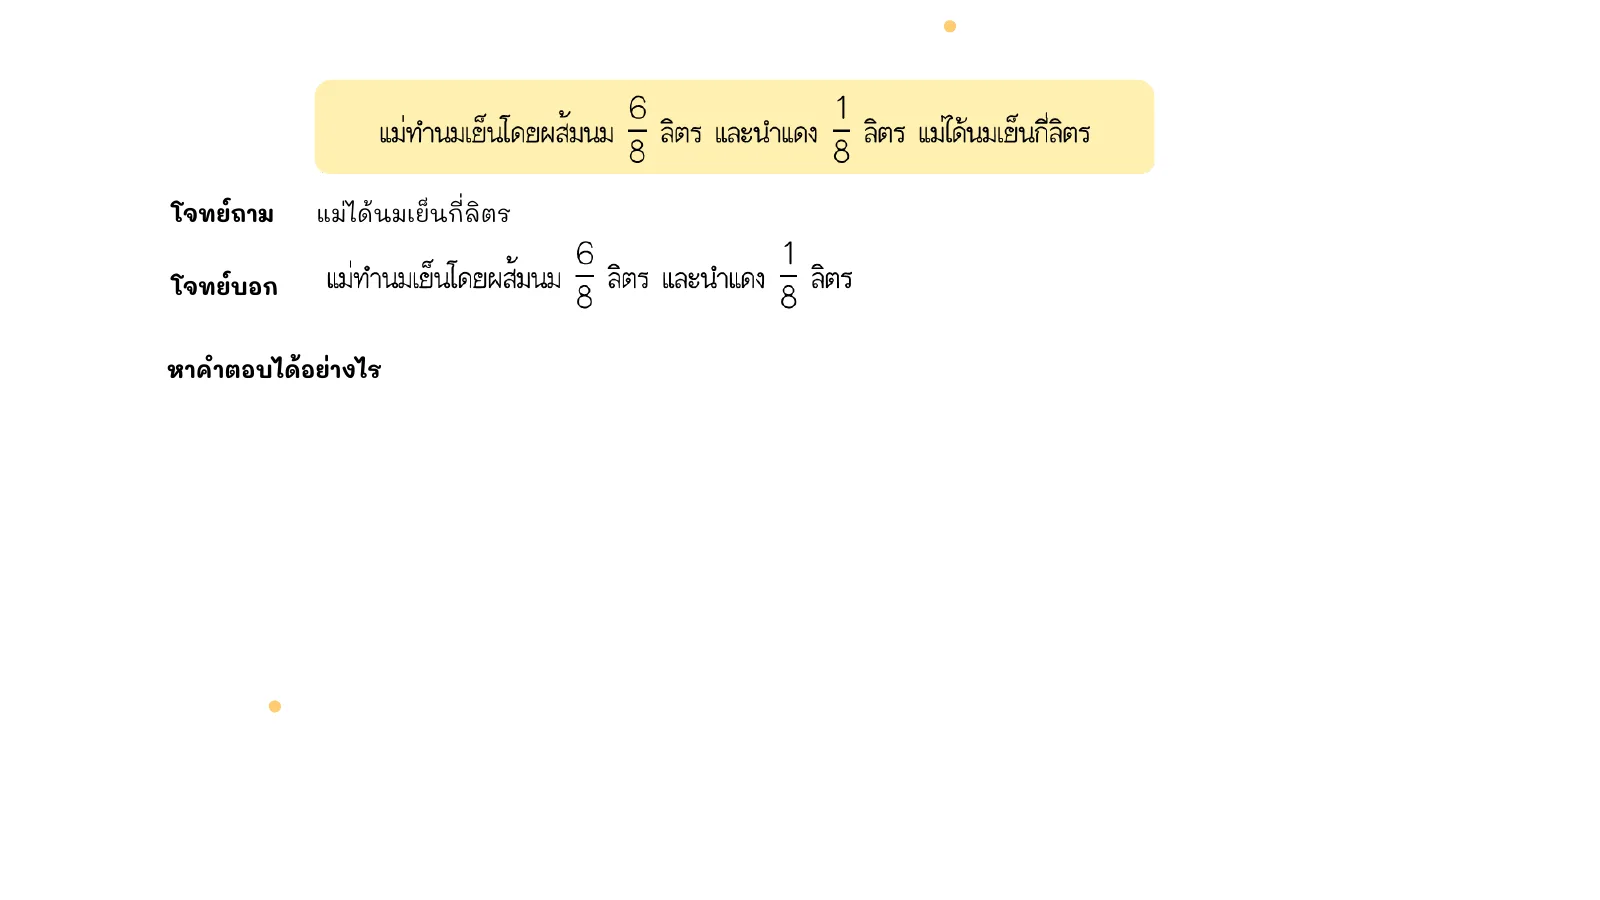 แม่ทำนมเย็นโดยผส้มนม 6/8 ลิตร และนำแดง 1/8 ลิตร แม่ได้นมเย็นกี่ลิตร
โจทย์ถาม แม่ได้นมเย็นกี่ลิตร
โจทย์บอก แม่ทำนมเย็นโดยผส้มนม 6/8 ลิตร และนำแดง 1/8 ลิตร
หาคำตอบได้อย่างไร